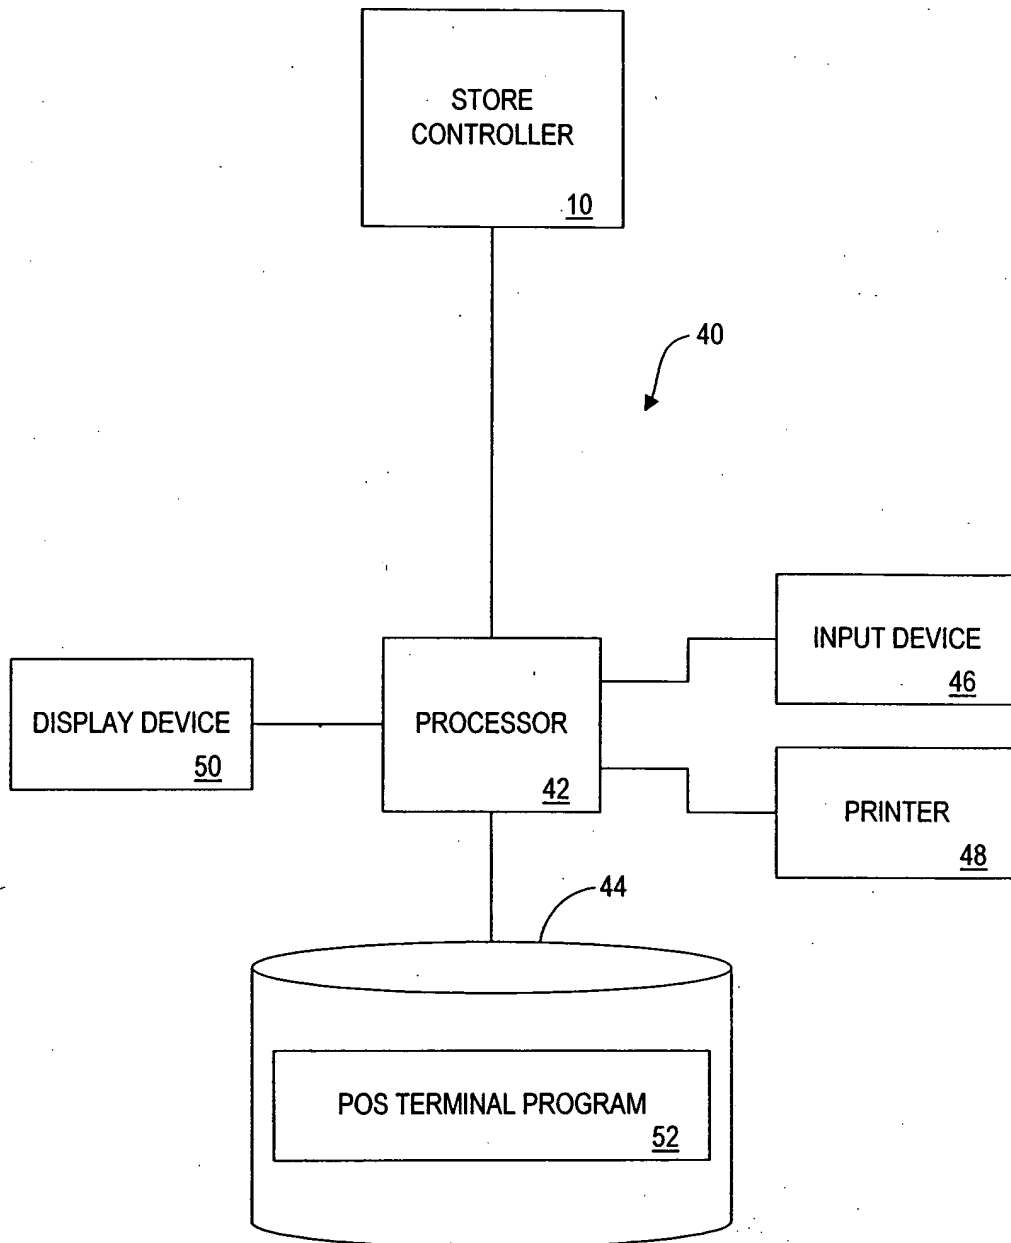 STORE
CONTROLLER
10
40
INPUT DEVICE
46
DISPLAY DEVICE
50
PROCESSOR
42
PRINTER
48
44
POS TERMINAL PROGRAM
52